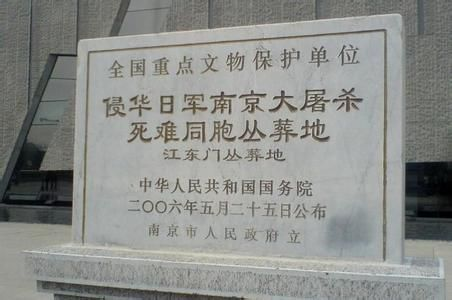 全国重点文物保护单位
侵华日军南京大屠杀
死难同胞丛葬地
江东门丛葬地
中华人民共和国国务院
二〇〇六年五月二十五日公布
南京市人民政府立